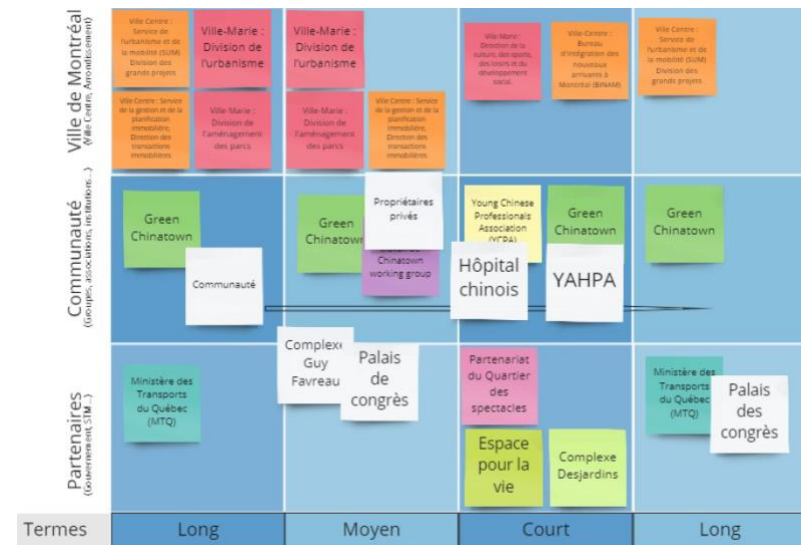 Ville de Montréal
(Ville Centre, Arrondissement)
Ville Centre :
Service de
l'urbanisme et de
la mobilité (SUM)
Division des
grands projets
Ville-Marie :
Division de
l'urbanisme
Ville Centre : Service
de la gestion et de la
planification
immobilière,
Direction des
transactions
immobilières
Ville-Marie :
Division de
l'aménagement
des parcs
Ville-Marie :
Division de
l'urbanisme
Ville-Marie :
Division de
l'aménagement
des parcs
Ville Centre : Service
de la gestion et de la
planification
immobilière,
Direction des
transactions
immobilières
Ville-Marie :
Direction de la
culture, des sports,
des loisirs et du
développement
social.
Ville-Centre :
Bureau
d'intégration des
nouveaux
arrivants à
Montréal (BINAM)
Ville Centre :
Service de
l'urbanisme et de
la mobilité (SUM)
Division des
grands projets
Communauté
(Groupes, associations, institutions...)
Green
Chinatown
Communauté
Green
Chinatown
Propriétaires
privés
Chinatown
working group
Young Chinese
Professionals
Association
(YCPA)
Hôpital
chinois
Green
Chinatown
YAHPA
Green
Chinatown
Partenaires
(Gouvernement, STM...)
Ministère des
Transports
du Québec
(MTQ)
Complexe
Guy
Favreau
Palais
de
congrès
Partenariat
du Quartier
des
spectacles
Espace
pour la
vie
Complexe
Desjardins
Ministère des
Transports
du Québec
(MTQ)
Palais
des
congrès
Termes
Long
Moyen
Court
Long